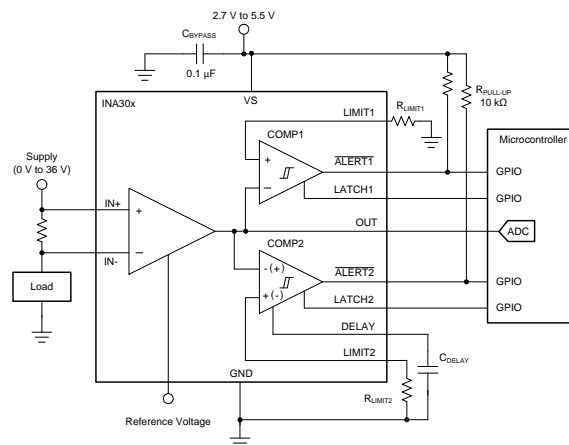 2.7 V to 5.5 V
CBYPASS
0.1 µF
VS
RPULL-UP
10 kΩ
INA30x
LIMIT1
RLIMIT1
Microcontroller
COMP1
Supply
(0 V to 36 V)
+
ALERT1
GPIO
−
LATCH1
GPIO
IN+
+
OUT
ADC
IN-
−
COMP2
Load
- (+)
ALERT2
GPIO
+ (-)
LATCH2
GPIO
DELAY
CDELAY
LIMIT2
GND
RLIMIT2
Reference Voltage